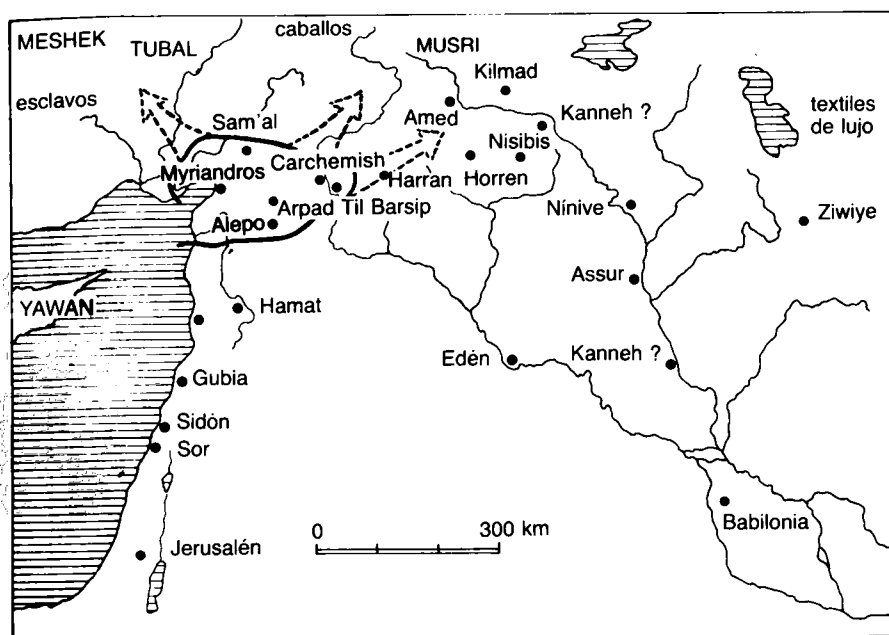 MESHEK
TUBAL
caballos
MUSRI
Kilmad
esclavos
Sam'al
Amed
Kanneh ?
textiles
de lujo
Nisibis
Myriandros
Carchemish
Harran
Horren
Arpad
Til Barsip
Nínive
Ziwiye
Alepo
Assur
YAWAN
Hamat
Edén
Kanneh ?
Gubia
Sidón
Sor
0
300 km
Babilonia
Jerusalén